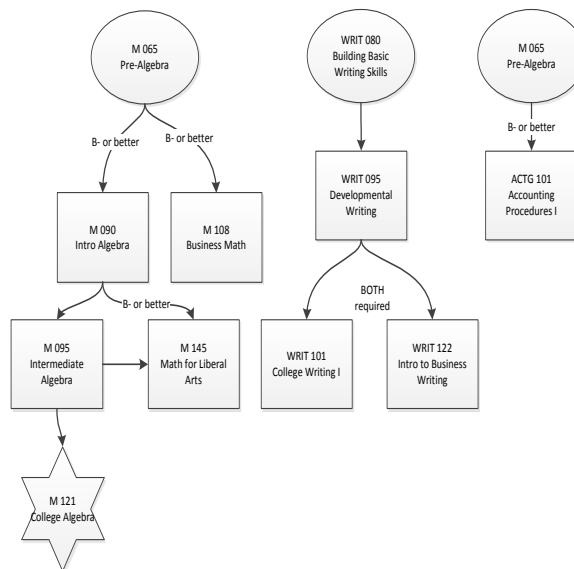 M 065
Pre-Algebra
WRIT 080
Building Basic
Writing Skills
M 065
Pre-Algebra
B- or better
B- or better
B- or better
M 090
Intro Algebra
M 108
Business Math
WRIT 095
Developmental
Writing
ACTG 101
Accounting
Procedures I
B- or better
BOTH
required
M 095
Intermediate
Algebra
M 145
Math for Liberal
Arts
WRIT 101
College Writing I
WRIT 122
Intro to Business
Writing
M 121
College Algebra